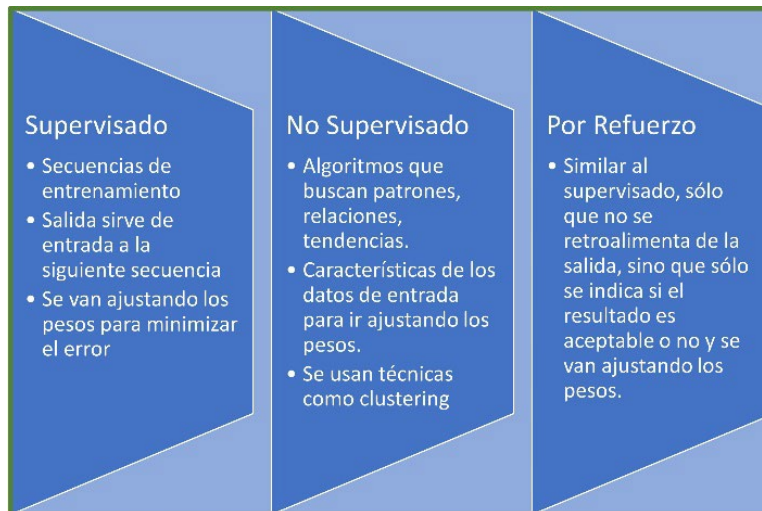 Supervisado
• Secuencias de
entrenamiento
• Salida sirve de
entrada a la
siguiente secuencia
• Se van ajustando los
pesos para minimizar
el error
No Supervisado
• Algoritmos que
buscan patrones,
relaciones,
tendencias.
• Características de los
datos de entrada
para ir ajustando los
pesos.
• Se usan técnicas
como clustering
Por Refuerzo
• Similar al
supervisado, sólo
que no se
retroalimenta de la
salida, sino que sólo
se indica si el
resultado es
aceptable o no y se
van ajustando los
pesos.